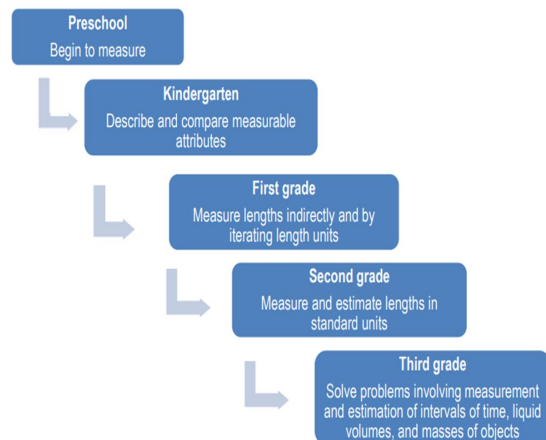 Preschool
Begin to measure
Kindergarten
Describe and compare measurable
attributes
First grade
Measure lengths indirectly and by
iterating length units
Second grade
Measure and estimate lengths in
standard units
Third grade
Solve problems involving measurement
and estimation of intervals of time, liquid
volumes, and masses of objects